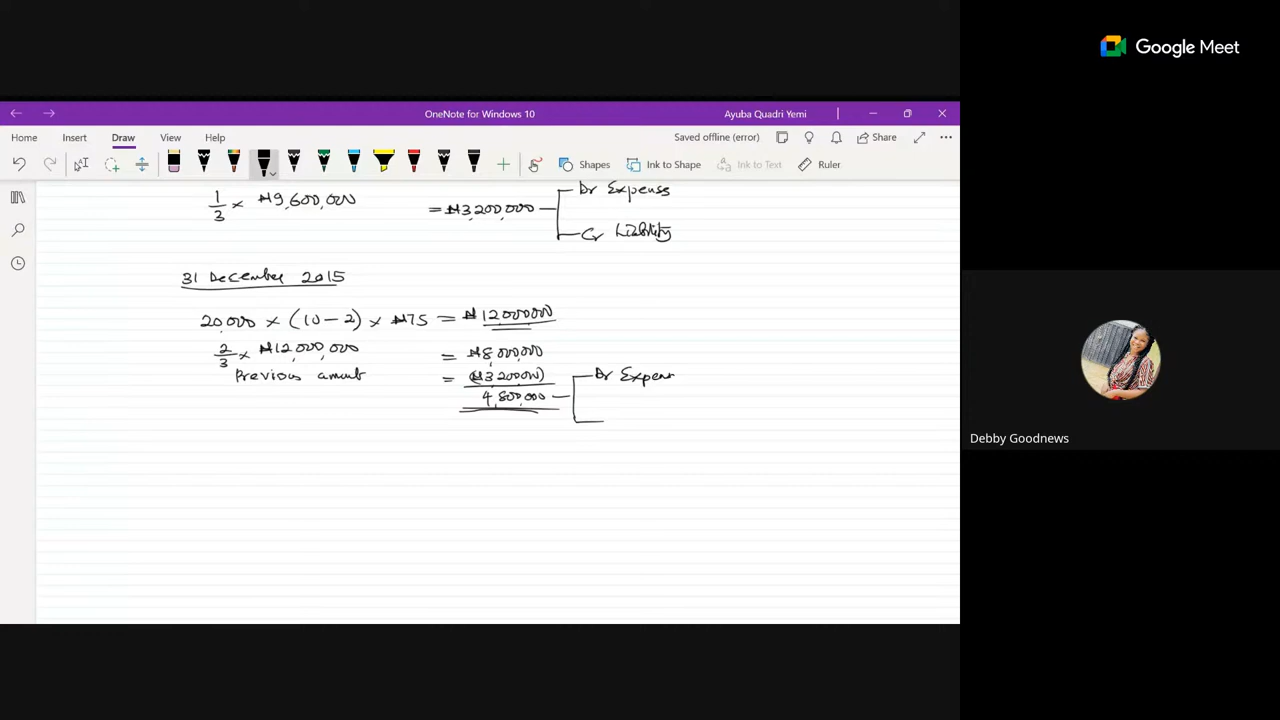 Google Meet
OneNote for Windows 10
Ayuba Quadri Yemi
Home Insert Draw View Help
Saved offline (error)
Share
Shapes
Ink to Shape
Ink to Text
Ruler
1/3 × ₦9,600,000 = ₦3,200,000
Dr Expenss
Cr Liability
31 December 2015
20,000 × (10 - 2) × ₦75 = ₦12,000,000
2/3 × ₦12,000,000 = ₦8,000,000
Previous amount = (₦3,200,000)
Dr Expens
4,800,000
Debby Goodnews